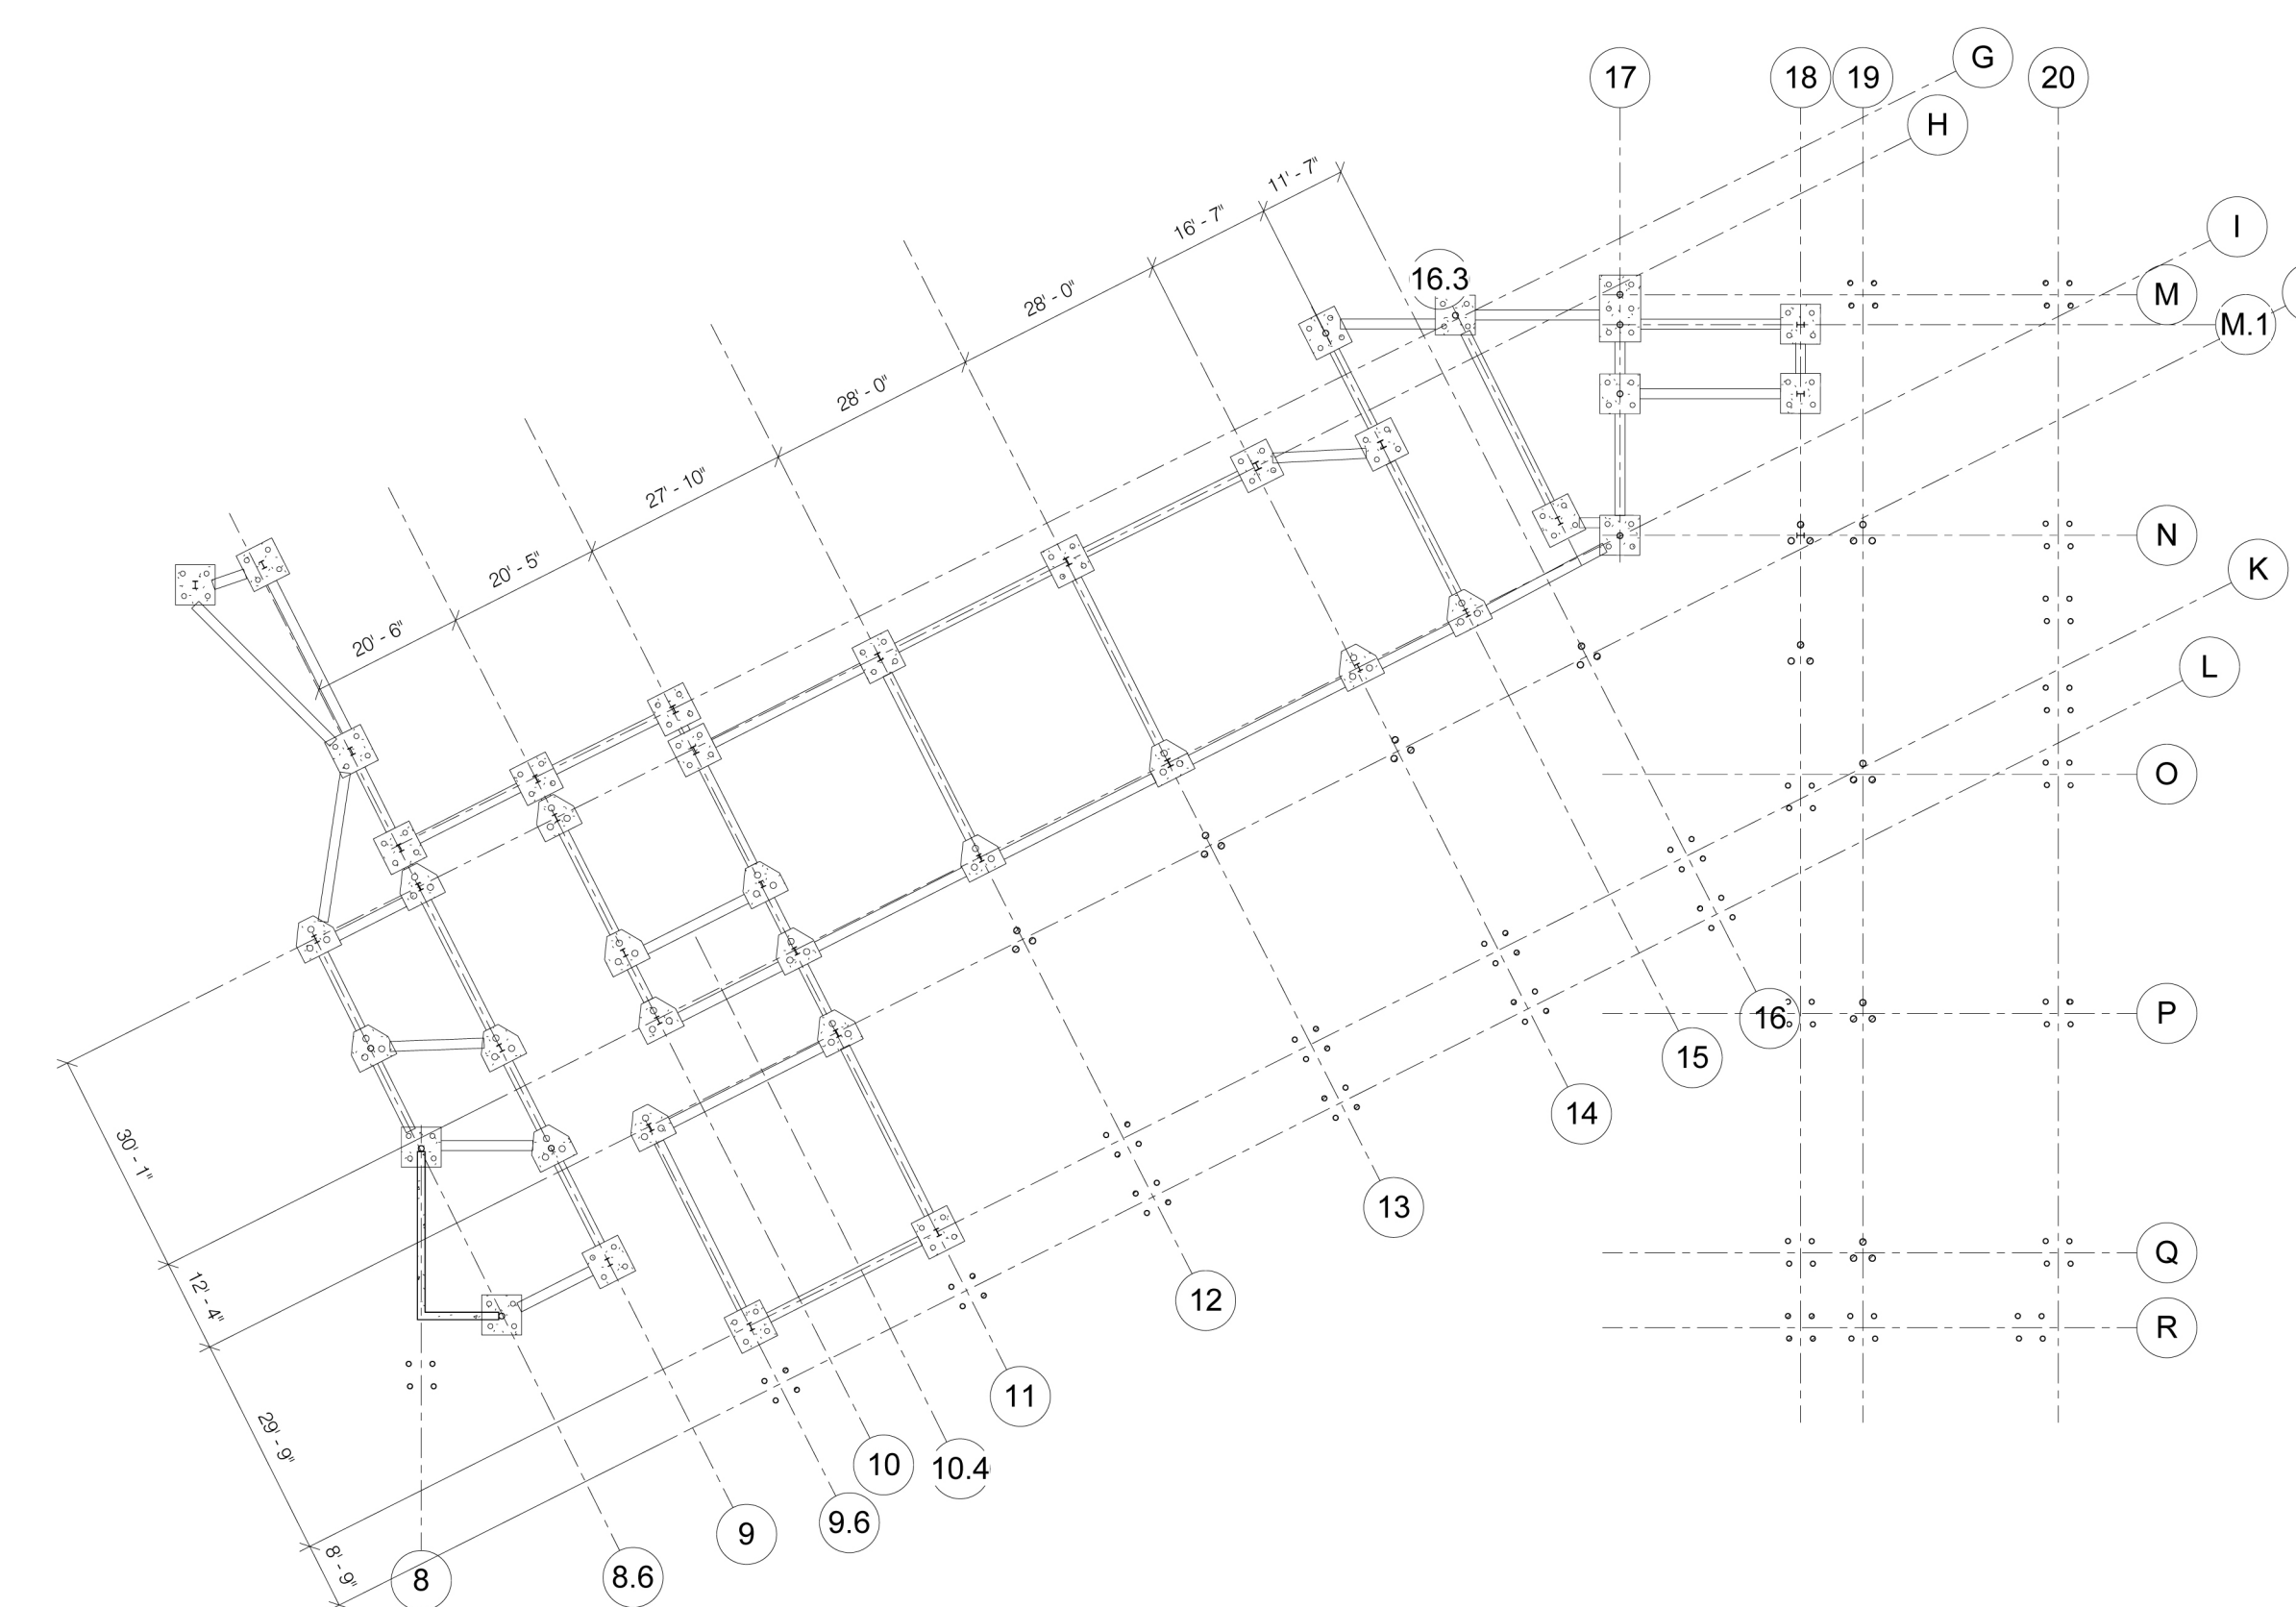 G
17
18
19
20
H
11' - 7"
16' - 7"
I
16.3
28' - 0"
M
M.1
28' - 0"
27' - 10"
N
20' - 5"
K
20' - 6"
L
O
16
P
15
14
30' - 1"
13
Q
12' - 4"
12
R
11
29' - 9"
10
10.4
9.6
9
8' - 9"
8
8.6